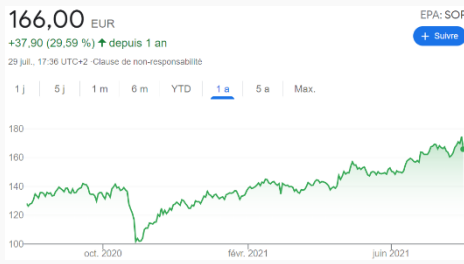 166,00 EUR
EPA: SOP
+37,90 (29,59 %) ↑ depuis 1 an
+ Suivre
29 juil., 17:36 UTC+2 · Clause de non-responsabilité
1 j 5 j 1 m 6 m YTD 1 a 5 a Max.
180
160
140
120
100
oct. 2020 févr. 2021 juin 2021